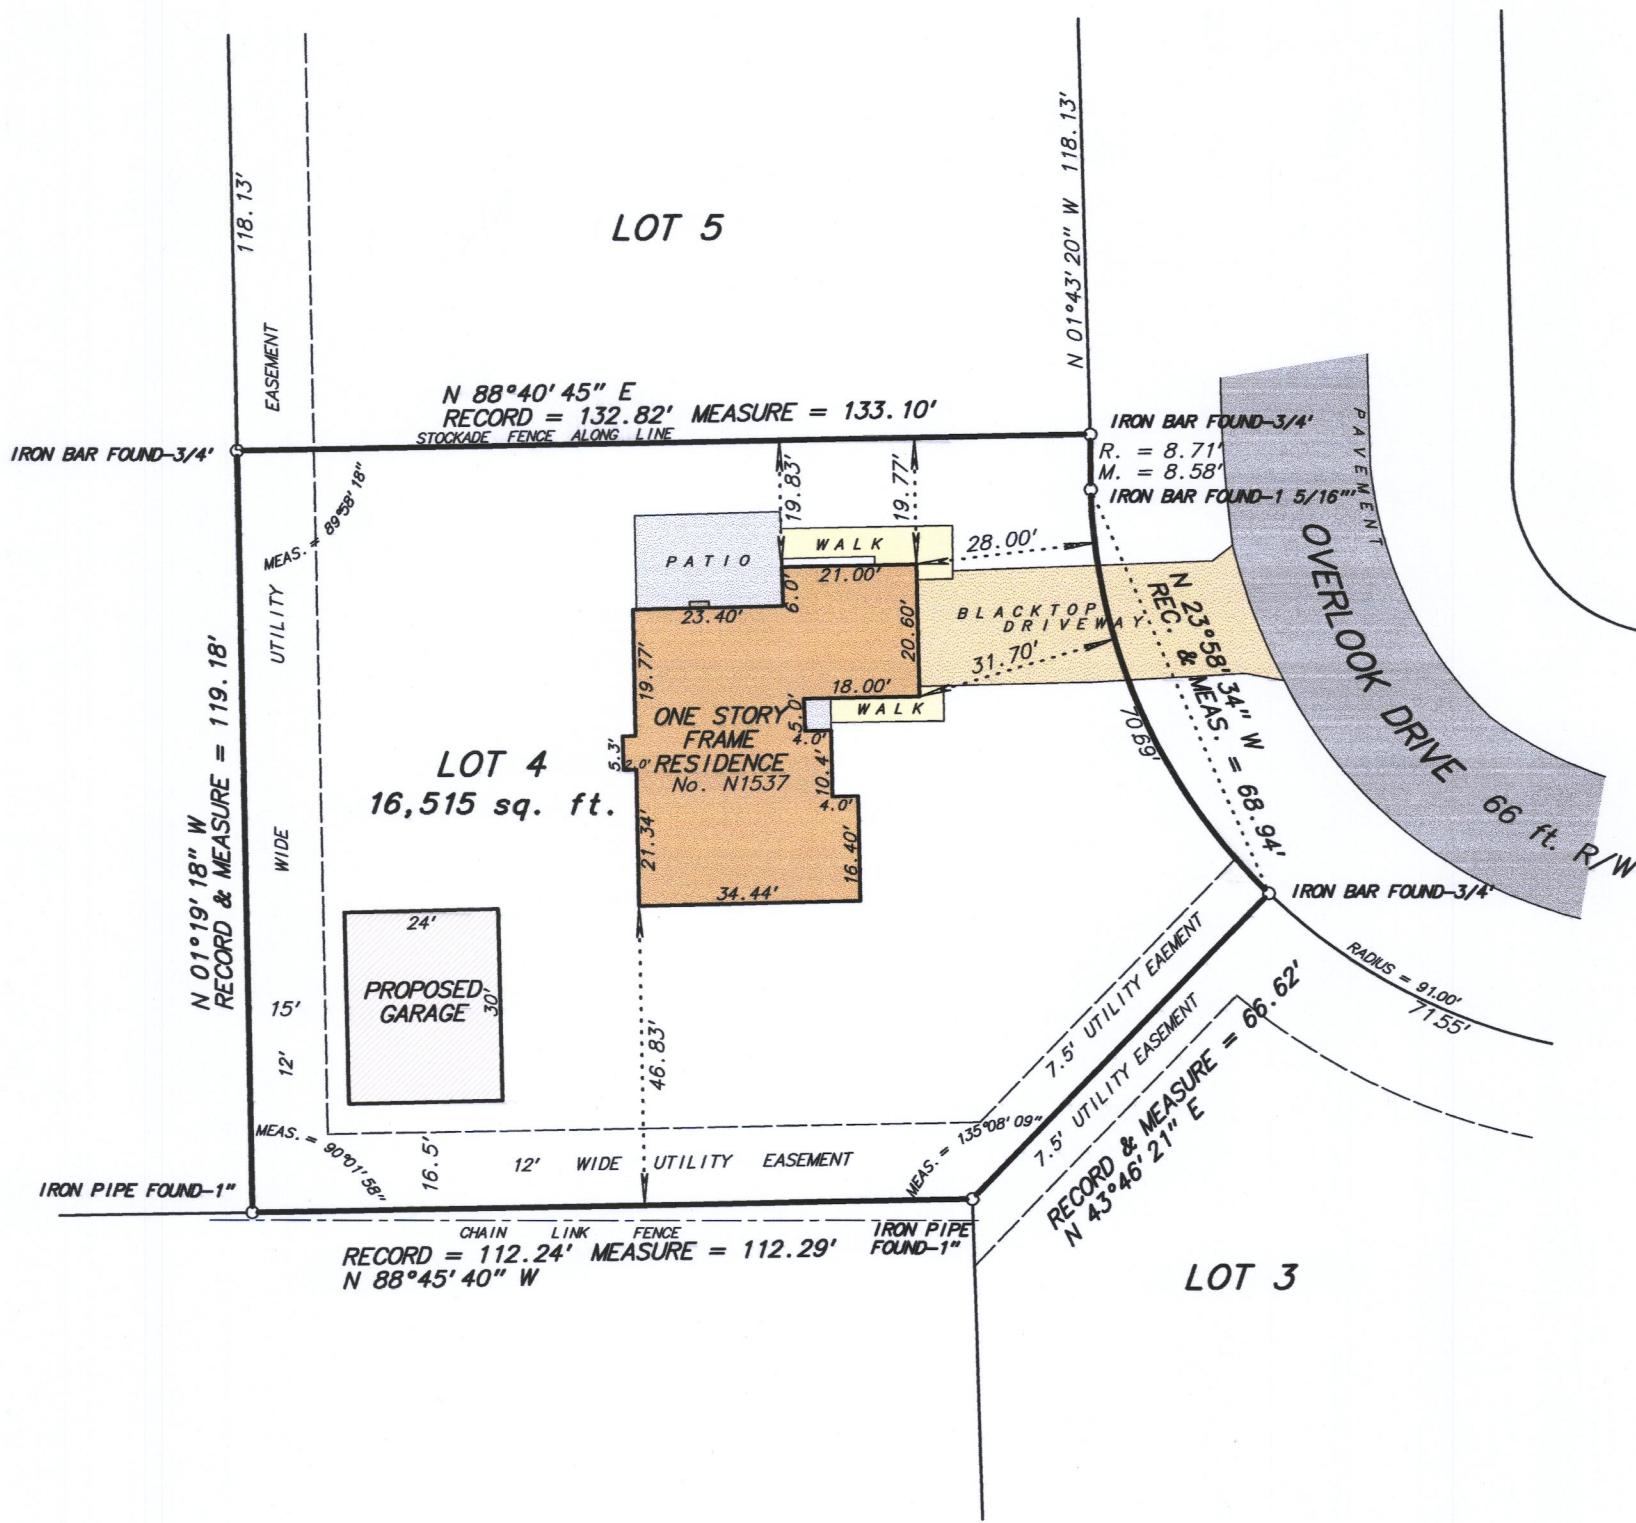 118.13'
EASEMENT
LOT 5
N 01°43'20" W 118.13'
N 88°40'45" E
RECORD = 132.82' MEASURE = 133.10'
STOCKADE FENCE ALONG LINE
IRON BAR FOUND-3/4'
IRON BAR FOUND-3/4'
R. = 8.71'
M. = 8.58'
IRON BAR FOUND-1 5/16"'
PAVEMENT
MEAS. = 89°58'18"
19.83'
19.77'
28.00'
PATIO
WALK
21.00'
6.0'
23.40'
20.60'
BLACKTOP
DRIVEWAY
31.70'
N 23°58'34" W
REC. & MEAS. = 68.94'
70.69'
OVERLOOK DRIVE 66 ft. R/W
UTILITY
WIDE
15'
12'
N 01°19'18" W
RECORD & MEASURE = 119.18'
19.77'
18.00'
WALK
5.0'
4.0'
ONE STORY
FRAME
RESIDENCE
No. N1537
5.3'
2.0'
10.4'
4.0'
21.34'
16.40'
34.44'
LOT 4
16,515 sq. ft.
24'
PROPOSED
GARAGE
30'
46.83'
IRON BAR FOUND-3/4'
RADIUS = 91.00'
71.55'
7.5' UTILITY EAEMENT
7.5' UTILITY EASEMENT
RECORD & MEASURE = 66.62'
N 43°46'21" E
MEAS. = 90°01'58"
16.5'
12' WIDE UTILITY EASEMENT
MEAS. = 135°08'09"
IRON PIPE FOUND-1"
CHAIN LINK FENCE
IRON PIPE
FOUND-1"
RECORD = 112.24' MEASURE = 112.29'
N 88°45'40" W
LOT 3